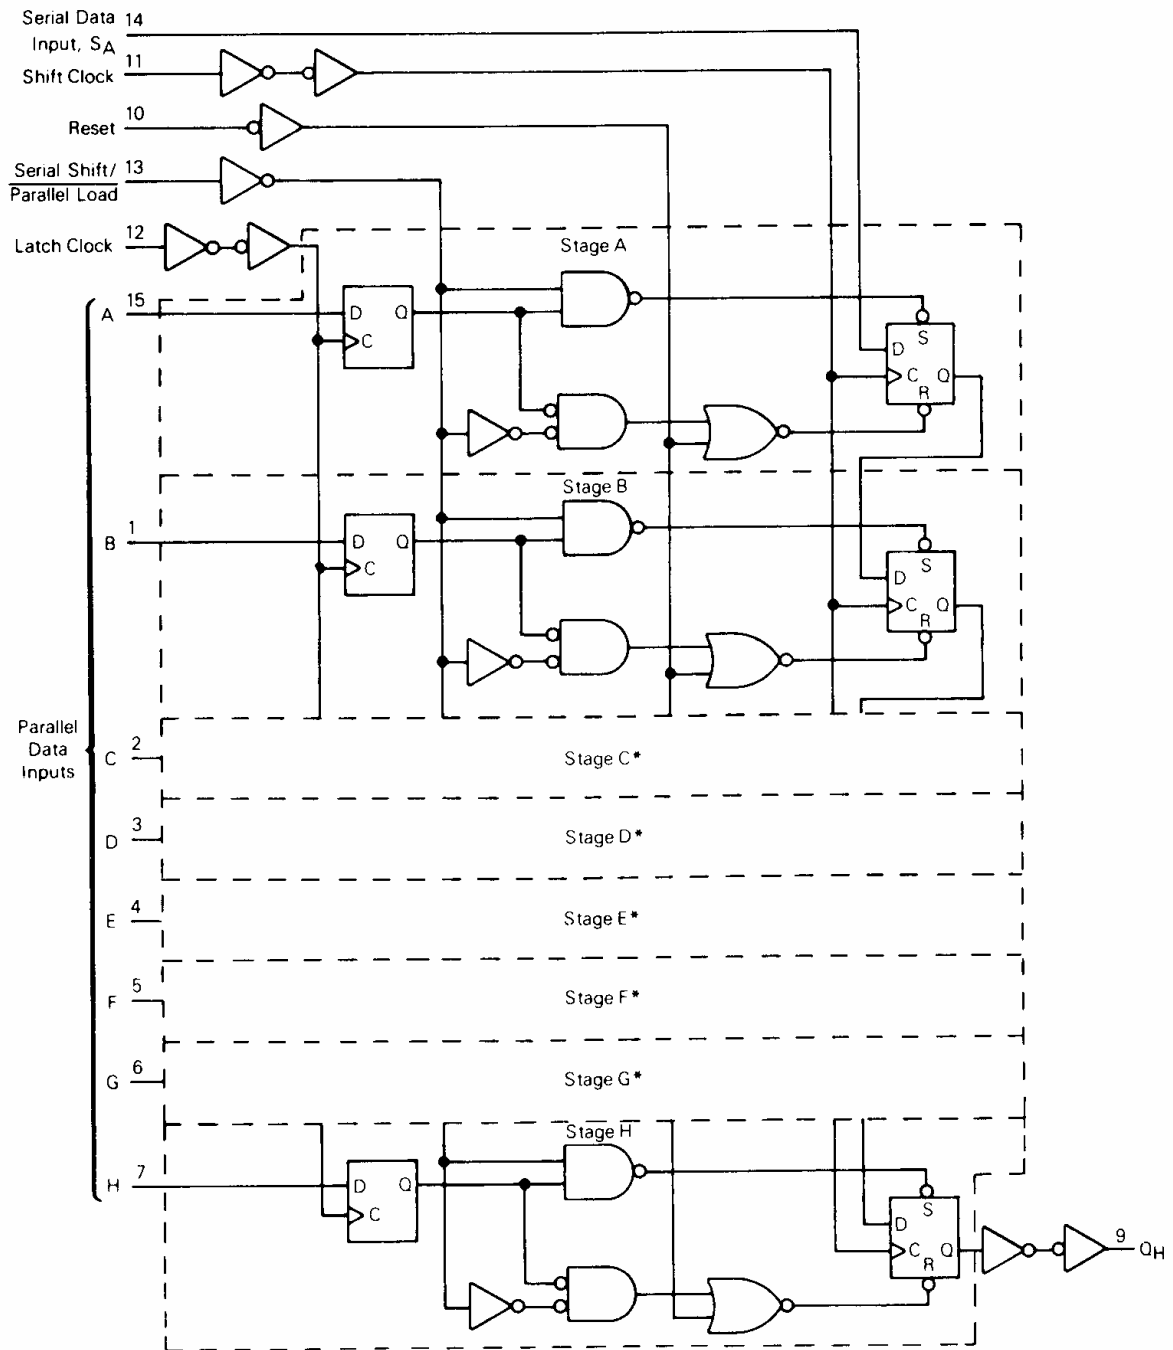 Serial Data 14
Input, SA
Shift Clock 11
Reset 10
Serial Shift/ 13
Parallel Load
Latch Clock 12
Stage A
A 15
D Q
C
S
D
C Q
R
Stage B
B 1
D Q
C
S
D
C Q
R
Parallel
Data
Inputs
C 2
Stage C*
D 3
Stage D*
E 4
Stage E*
F 5
Stage F*
G 6
Stage G*
Stage H
H 7
D Q
C
S
D
C Q
R
9 QH